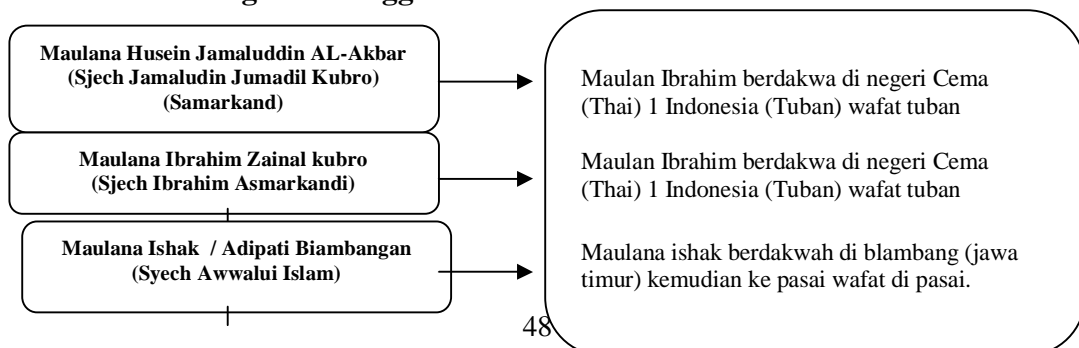 Maulana Husein Jamaluddin AL-Akbar
(Sjech Jamaludin Jumadil Kubro)
(Samarkand)
Maulan Ibrahim berdakwa di negeri Cema
(Thai) 1 Indonesia (Tuban) wafat tuban
Maulana Ibrahim Zainal kubro
(Sjech Ibrahim Asmarkandi)
Maulan Ibrahim berdakwa di negeri Cema
(Thai) 1 Indonesia (Tuban) wafat tuban
Maulana Ishak / Adipati Biambangan
(Syech Awwalui Islam)
Maulana ishak berdakwah di blambang (jawa
timur) kemudian ke pasai wafat di pasai.
48